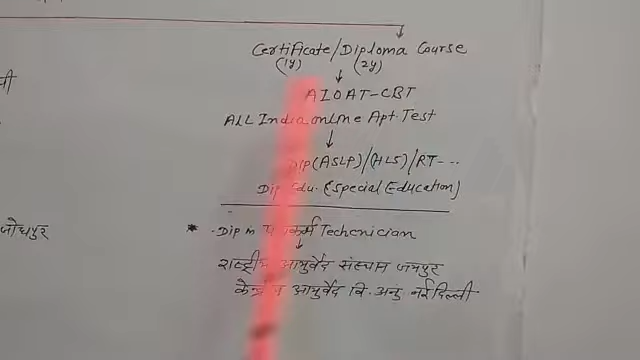 Certificate/Diploma Course
(1y) (2y)
AIOAT-CBT
ALL India online Apt. Test
Dip(ASLP)/(HLS)/RT-...
Dip Edu. (Special Education)
जोधपुर
Dip in पंचकर्म Techenician
राष्ट्रीय आयुर्वेद संस्थान जयपुर
केन्द्रीय आयुर्वेद वि. अनु. नई दिल्ली